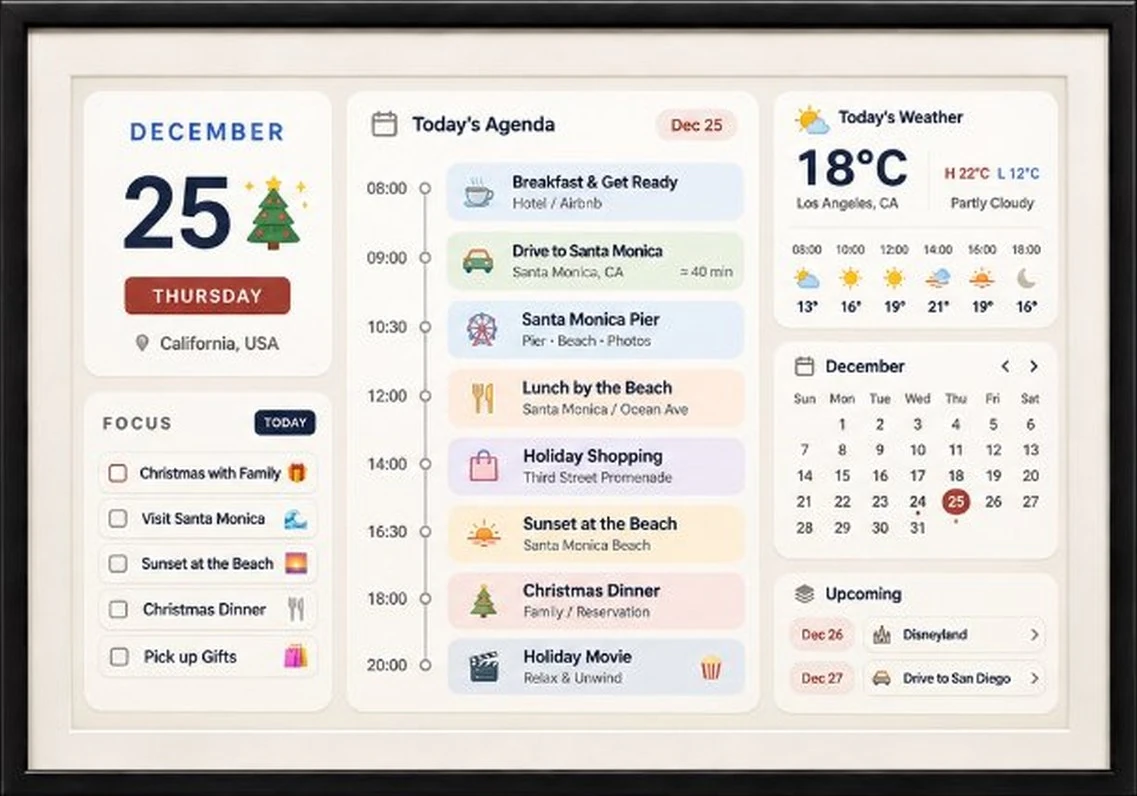 DECEMBER
25
THURSDAY
California, USA
FOCUS
TODAY
Christmas with Family
Visit Santa Monica
Sunset at the Beach
Christmas Dinner
Pick up Gifts
Today's Agenda
Dec 25
08:00
Breakfast & Get Ready
Hotel / Airbnb
09:00
Drive to Santa Monica
Santa Monica, CA
≈ 40 min
10:30
Santa Monica Pier
Pier · Beach · Photos
12:00
Lunch by the Beach
Santa Monica / Ocean Ave
14:00
Holiday Shopping
Third Street Promenade
16:30
Sunset at the Beach
Santa Monica Beach
18:00
Christmas Dinner
Family / Reservation
20:00
Holiday Movie
Relax & Unwind
Today's Weather
18°C
H 22°C L 12°C
Los Angeles, CA
Partly Cloudy
08:00 10:00 12:00 14:00 16:00 18:00
13° 16° 19° 21° 19° 16°
December
Sun Mon Tue Wed Thu Fri Sat
1 2 3 4 5 6
7 8 9 10 11 12 13
14 15 16 17 18 19 20
21 22 23 24 25 26 27
28 29 30 31
Upcoming
Dec 26
Disneyland
Dec 27
Drive to San Diego